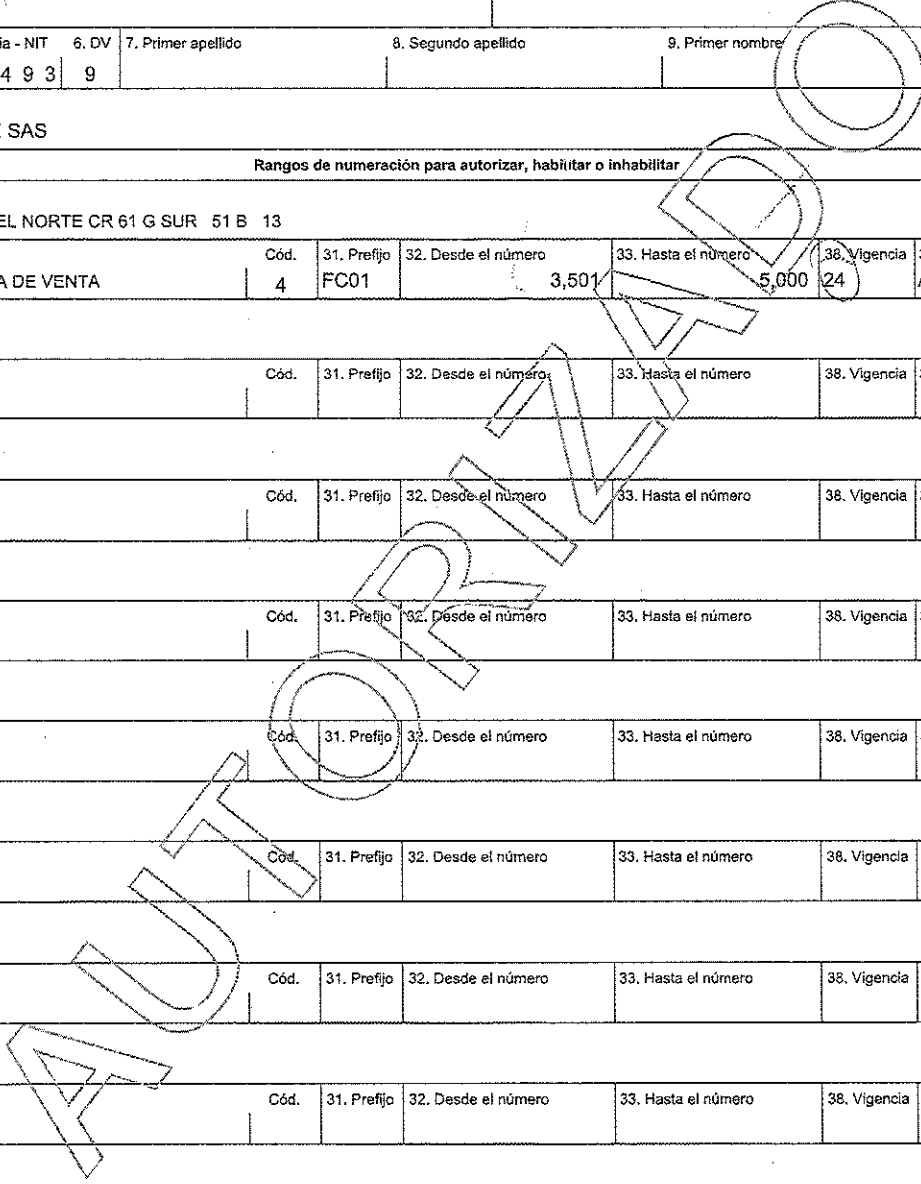 ia - NIT 6. DV 7. Primer apellido 8. Segundo apellido 9. Primer nombre
4 9 3 9
SAS
Rangos de numeración para autorizar, habilitar o inhabilitar
EL NORTE CR 61 G SUR 51 B 13
Cód. 31. Prefijo 32. Desde el número 33. Hasta el número 38. Vigencia
A DE VENTA 4 FC01 3,501 5,000 24
Cód. 31. Prefijo 32. Desde el número 33. Hasta el número 38. Vigencia
Cód. 31. Prefijo 32. Desde el número 33. Hasta el número 38. Vigencia
Cód. 31. Prefijo 32. Desde el número 33. Hasta el número 38. Vigencia
Cód. 31. Prefijo 32. Desde el número 33. Hasta el número 38. Vigencia
Cód. 31. Prefijo 32. Desde el número 33. Hasta el número 38. Vigencia
Cód. 31. Prefijo 32. Desde el número 33. Hasta el número 38. Vigencia
Cód. 31. Prefijo 32. Desde el número 33. Hasta el número 38. Vigencia
AUTORIZADO